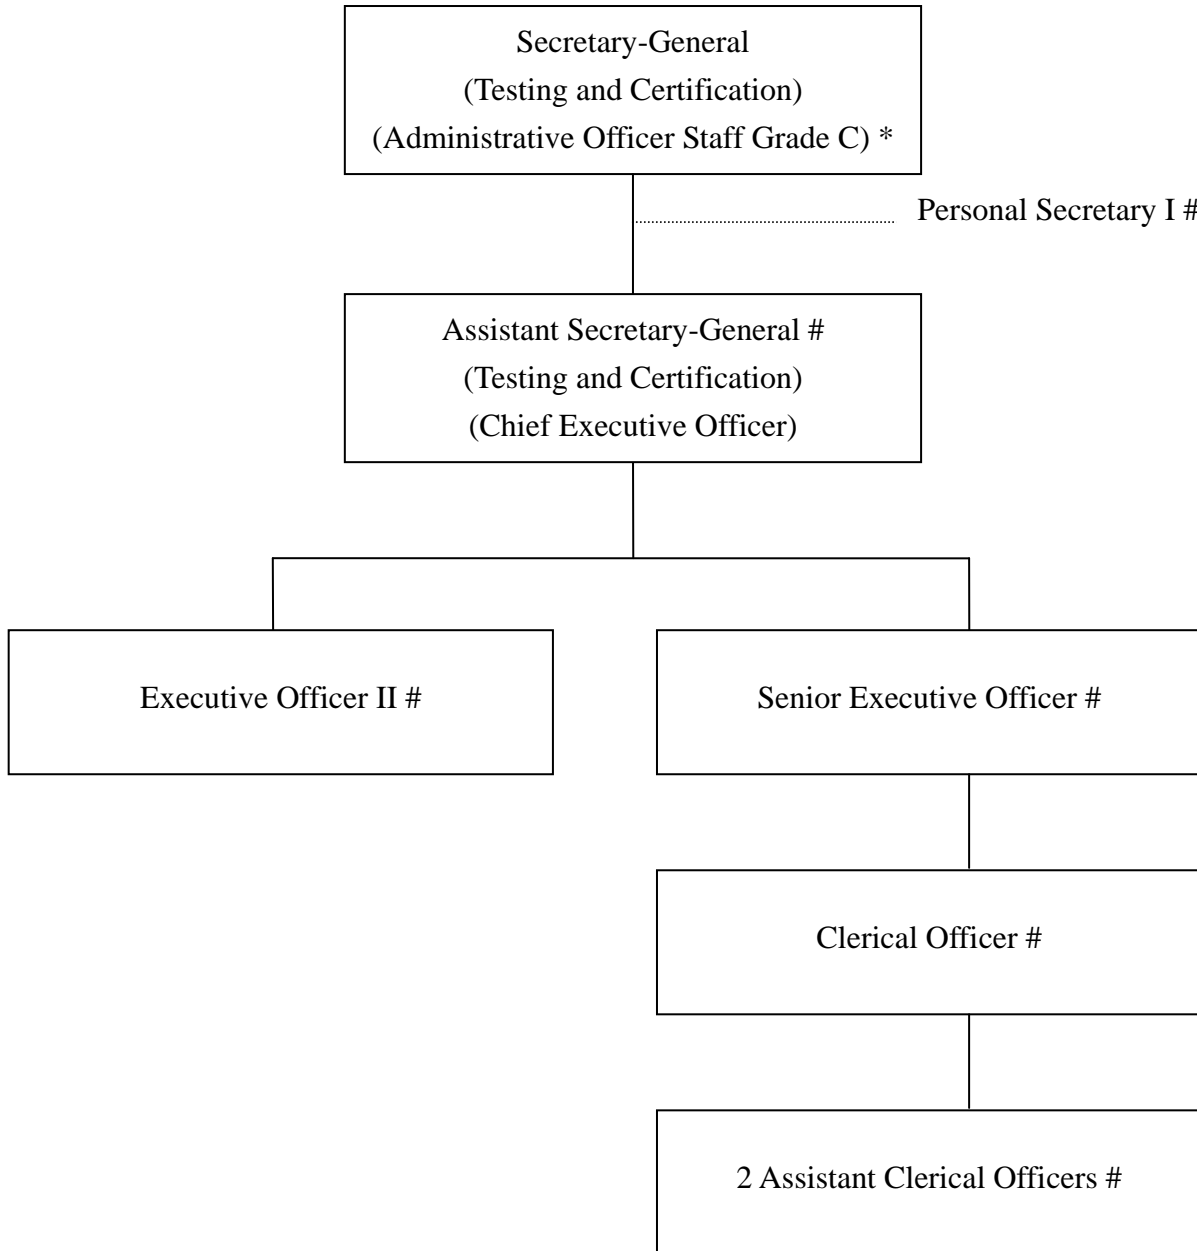 Secretary-General
(Testing and Certification)
(Administrative Officer Staff Grade C) *
Personal Secretary I #
Assistant Secretary-General #
(Testing and Certification)
(Chief Executive Officer)
Executive Officer II #
Senior Executive Officer #
Clerical Officer #
2 Assistant Clerical Officers #